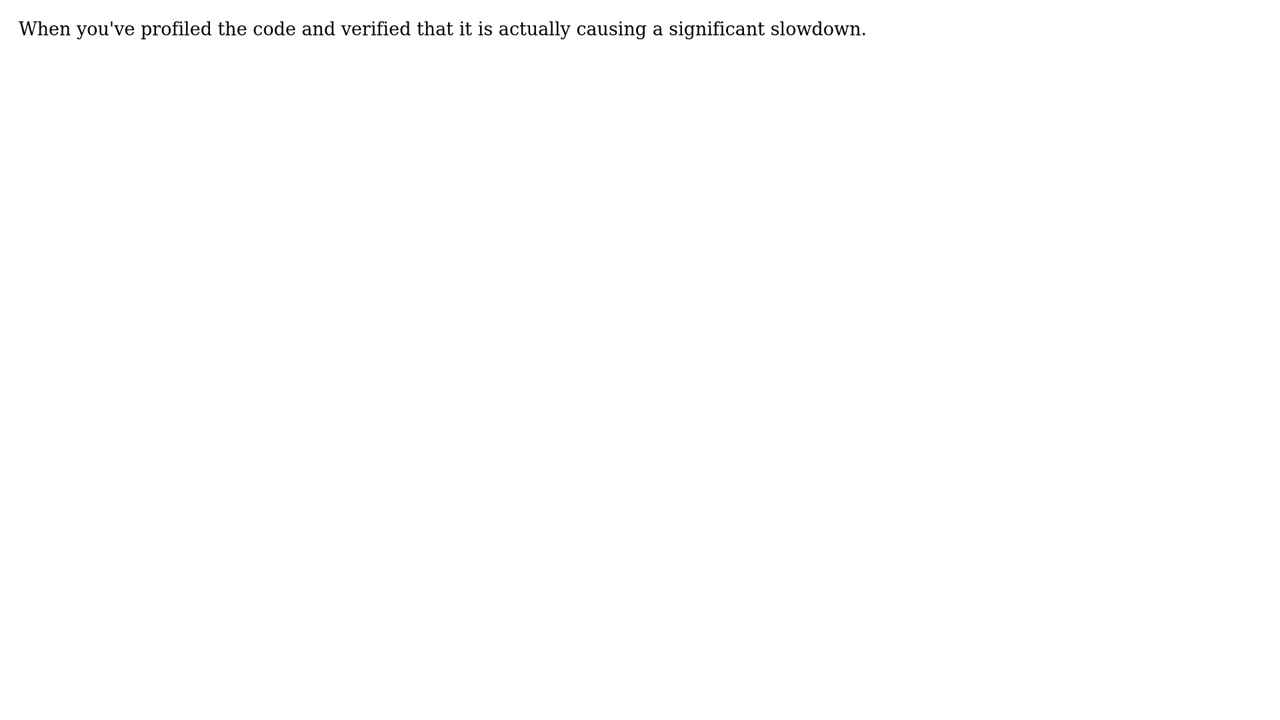 When you've profiled the code and verified that it is actually causing a significant slowdown.